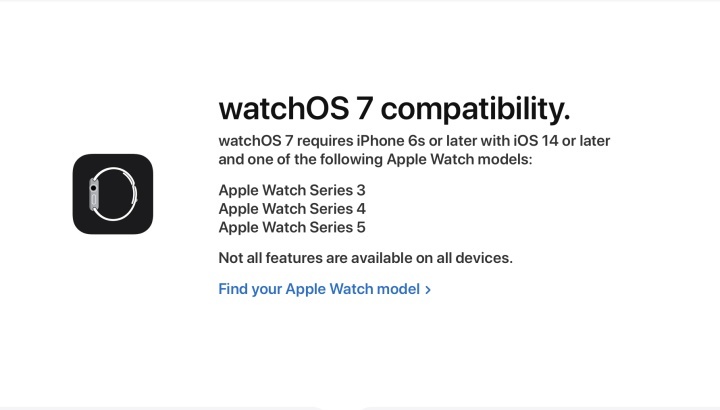 watchOS 7 compatibility.
watchOS 7 requires iPhone 6s or later with iOS 14 or later
and one of the following Apple Watch models:
Apple Watch Series 3
Apple Watch Series 4
Apple Watch Series 5
Not all features are available on all devices.
Find your Apple Watch model ›